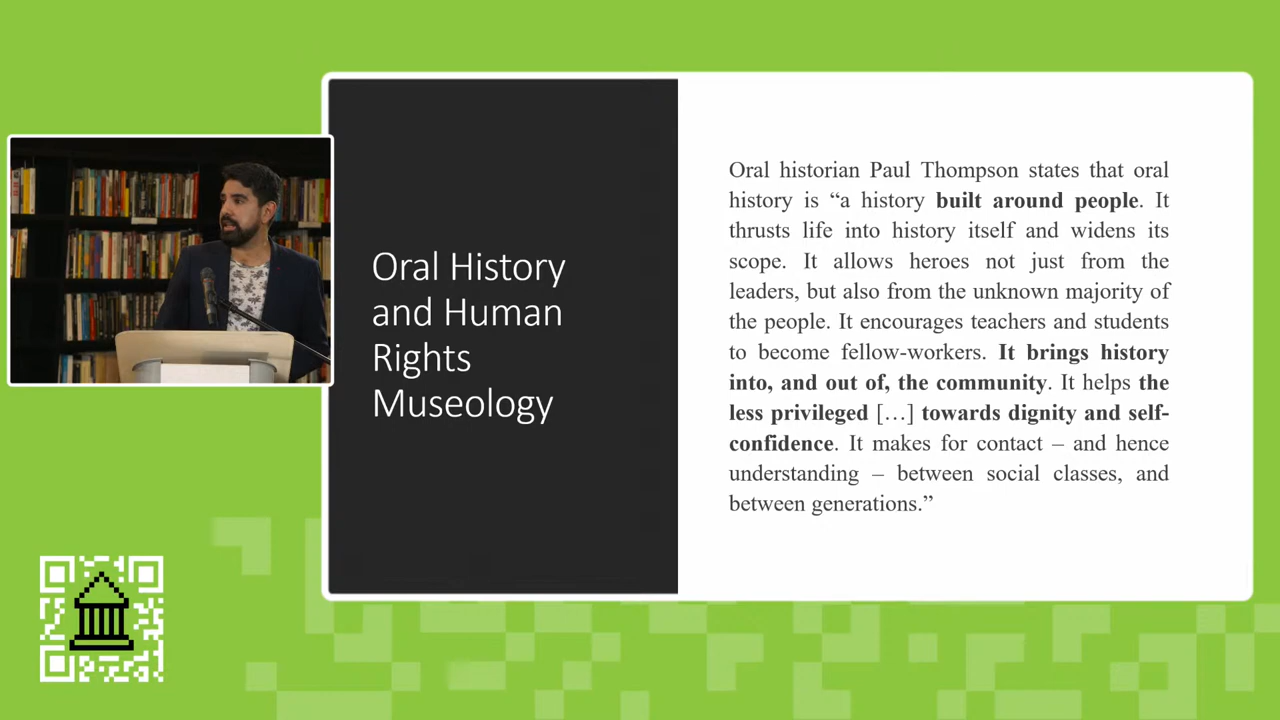 Oral History
and Human
Rights
Museology
Oral historian Paul Thompson states that oral
history is “a history built around people. It
thrusts life into history itself and widens its
scope. It allows heroes not just from the
leaders, but also from the unknown majority of
the people. It encourages teachers and students
to become fellow-workers. It brings history
into, and out of, the community. It helps the
less privileged […] towards dignity and self-
confidence. It makes for contact – and hence
understanding – between social classes, and
between generations.”